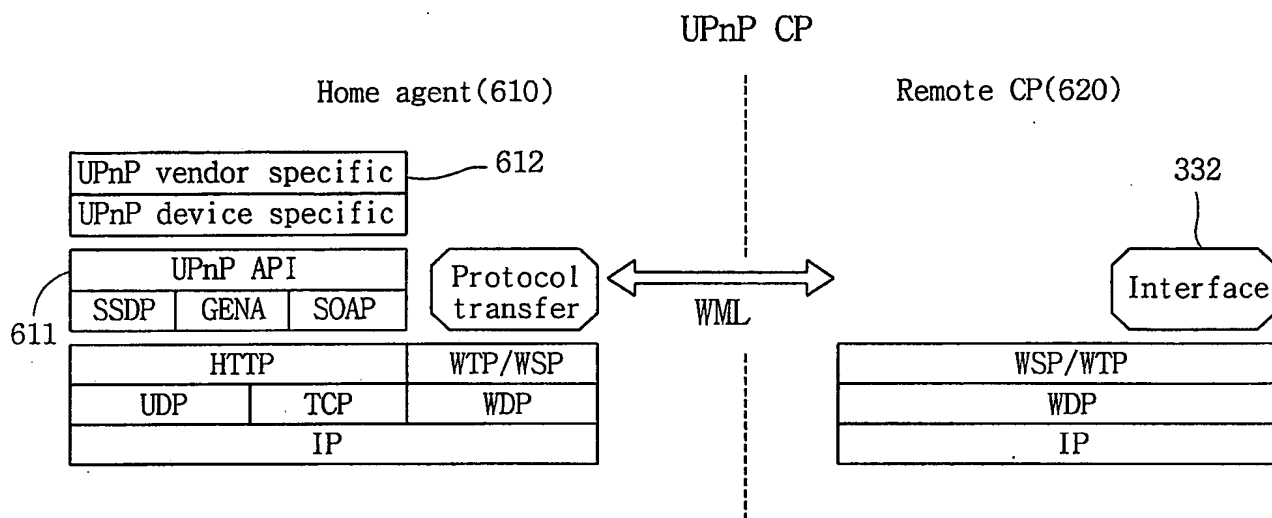 UPnP CP
Home agent(610)
Remote CP(620)
UPnP vendor specific
612
UPnP device specific
332
UPnP API
Protocol
transfer
Interface
SSDP GENA SOAP
WML
611
HTTP WTP/WSP
WSP/WTP
UDP TCP WDP
WDP
IP
IP